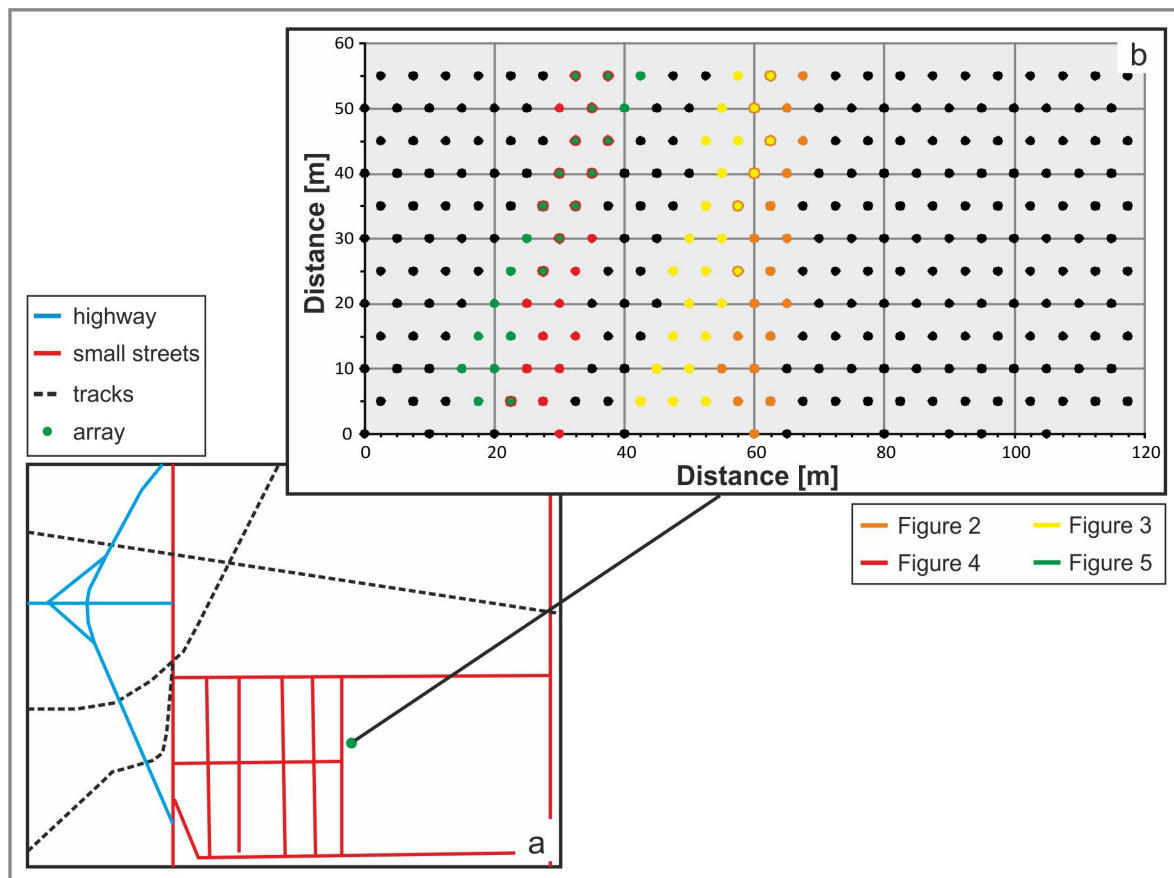 b
60
50
40
30
20
10
0
Distance [m]
0 20 40 60 80 100 120
Distance [m]
highway
small streets
tracks
array
Figure 2 Figure 3
Figure 4 Figure 5
a